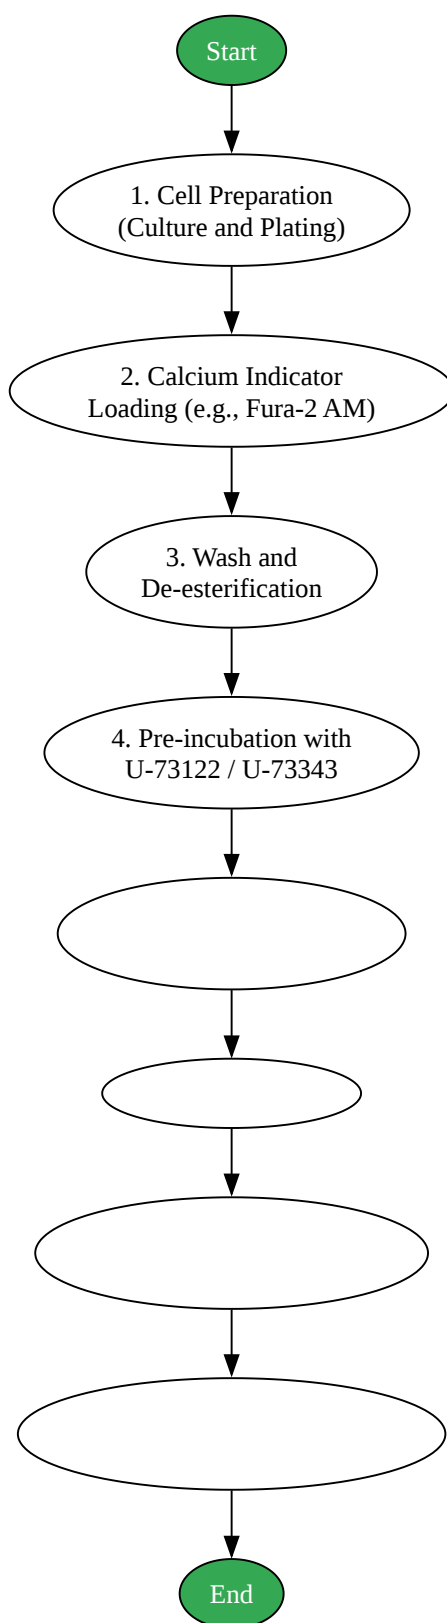 Start
1. Cell Preparation
(Culture and Plating)
2. Calcium Indicator
Loading (e.g., Fura-2 AM)
3. Wash and
De-esterification
4. Pre-incubation with
U-73122 / U-73343
End